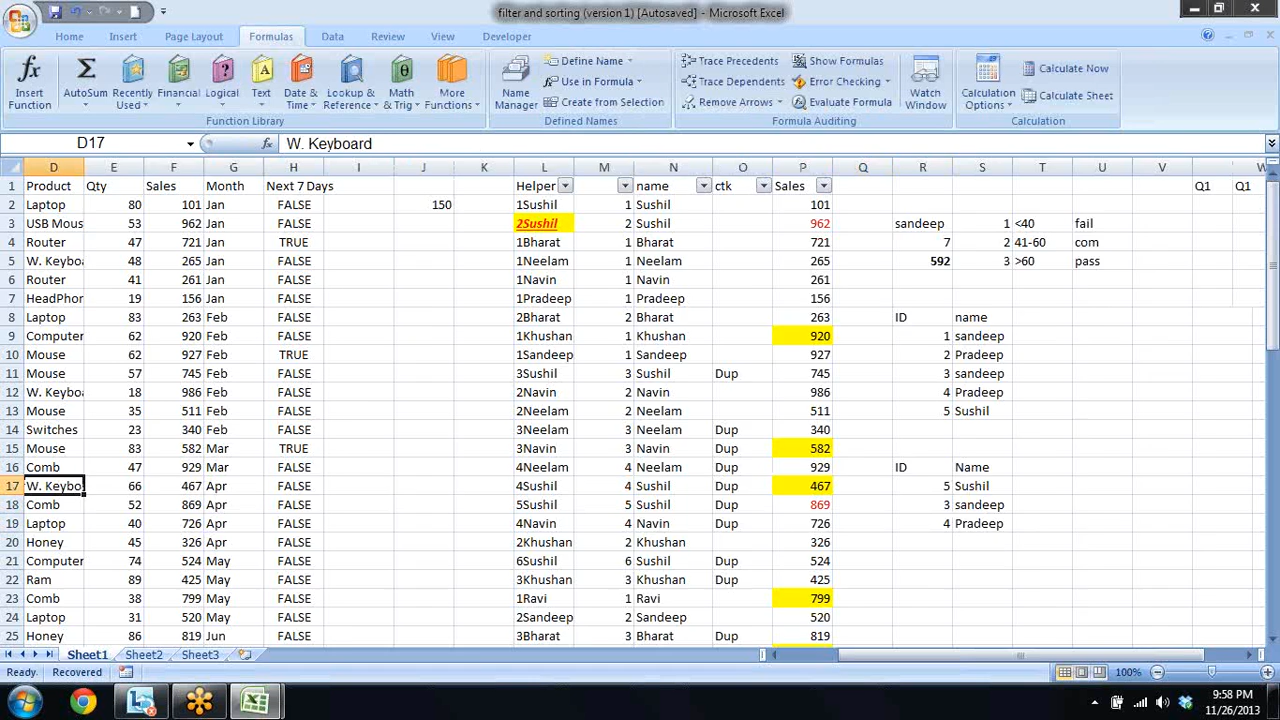 filter and sorting (version 1) [Autosaved] - Microsoft Excel
Home Insert Page Layout Formulas Data Review View Developer
Insert Function
AutoSum
Recently Used
Financial
Logical
Text
Date & Time
Lookup & Reference
Math & Trig
More Functions
Function Library
Name Manager
Define Name
Use in Formula
Create from Selection
Defined Names
Trace Precedents
Trace Dependents
Remove Arrows
Show Formulas
Error Checking
Evaluate Formula
Formula Auditing
Watch Window
Calculation Options
Calculate Now
Calculate Sheet
Calculation
D17 fx W. Keyboard
D E F G H I J K L M N O P Q R S T U V W
1 Product Qty Sales Month Next 7 Days Helper name ctk Sales Q1 Q1
2 Laptop 80 101 Jan FALSE 150 1Sushil 1 Sushil 101
3 USB Mous 53 962 Jan FALSE 2Sushil 2 Sushil 962 sandeep 1 <40 fail
4 Router 47 721 Jan TRUE 1Bharat 1 Bharat 721 7 2 41-60 com
5 W. Keyboa 48 265 Jan FALSE 1Neelam 1 Neelam 265 592 3 >60 pass
6 Router 41 261 Jan FALSE 1Navin 1 Navin 261
7 HeadPhor 19 156 Jan FALSE 1Pradeep 1 Pradeep 156
8 Laptop 83 263 Feb FALSE 2Bharat 2 Bharat 263 ID name
9 Computer 62 920 Feb FALSE 1Khushan 1 Khushan 920 1 sandeep
10 Mouse 62 927 Feb TRUE 1Sandeep 1 Sandeep 927 2 Pradeep
11 Mouse 57 745 Feb FALSE 3Sushil 3 Sushil Dup 745 3 sandeep
12 W. Keyboa 18 986 Feb FALSE 2Navin 2 Navin 986 4 Pradeep
13 Mouse 35 511 Feb FALSE 2Neelam 2 Neelam 511 5 Sushil
14 Switches 23 340 Feb FALSE 3Neelam 3 Neelam Dup 340
15 Mouse 83 582 Mar TRUE 3Navin 3 Navin Dup 582
16 Comb 47 929 Mar FALSE 4Neelam 4 Neelam Dup 929 ID Name
17 W. Keybo 66 467 Apr FALSE 4Sushil 4 Sushil Dup 467 5 Sushil
18 Comb 52 869 Apr FALSE 5Sushil 5 Sushil Dup 869 3 sandeep
19 Laptop 40 726 Apr FALSE 4Navin 4 Navin Dup 726 4 Pradeep
20 Honey 45 326 Apr FALSE 2Khushan 2 Khushan 326
21 Computer 74 524 May FALSE 6Sushil 6 Sushil Dup 524
22 Ram 89 425 May FALSE 3Khushan 3 Khushan Dup 425
23 Comb 38 799 May FALSE 1Ravi 1 Ravi 799
24 Laptop 31 520 May FALSE 2Sandeep 2 Sandeep 520
25 Honey 86 819 Jun FALSE 3Bharat 3 Bharat Dup 819
Sheet1 Sheet2 Sheet3
Ready Recovered 100%
9:58 PM
11/26/2013